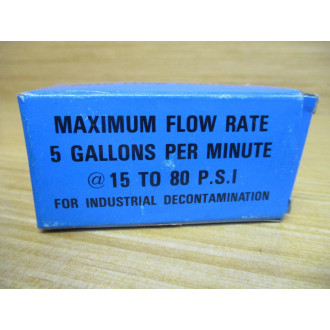 MAXIMUM FLOW RATE
5 GALLONS PER MINUTE
@ 15 TO 80 P.S.I
FOR INDUSTRIAL DECONTAMINATION